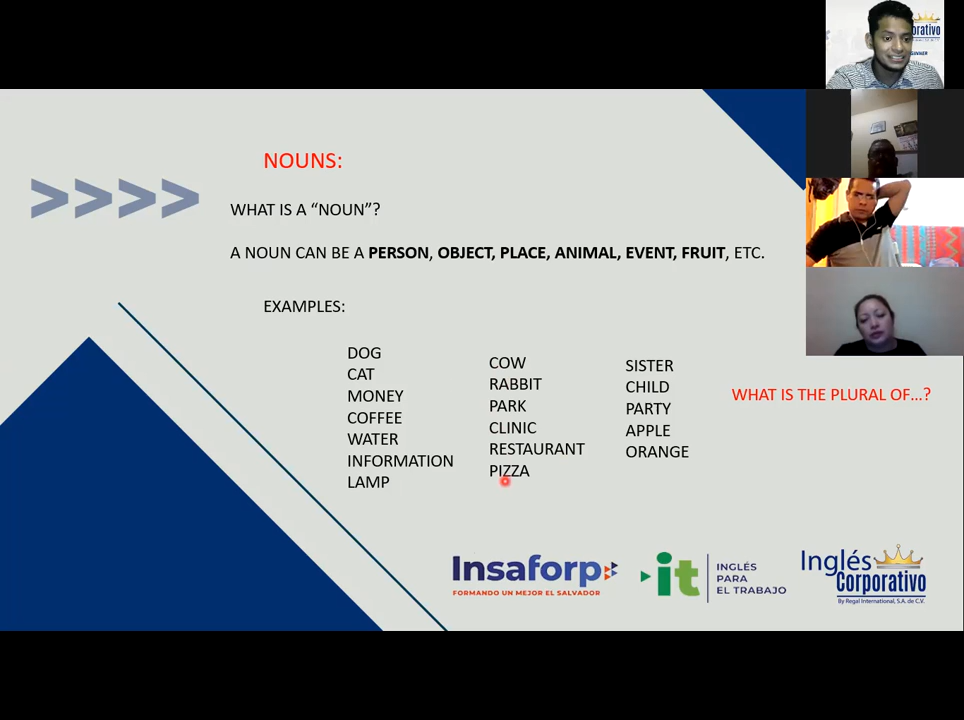 NOUNS:
>>>>
WHAT IS A “NOUN”?
A NOUN CAN BE A PERSON, OBJECT, PLACE, ANIMAL, EVENT, FRUIT, ETC.
EXAMPLES:
DOG
CAT
MONEY
COFFEE
WATER
INFORMATION
LAMP
COW
RABBIT
PARK
CLINIC
RESTAURANT
PIZZA
SISTER
CHILD
PARTY
APPLE
ORANGE
WHAT IS THE PLURAL OF...?
Insaforp
FORMANDO UN MEJOR EL SALVADOR
it
INGLÉS
PARA
EL TRABAJO
Inglés
Corporativo
By Regal International, S.A. de C.V.